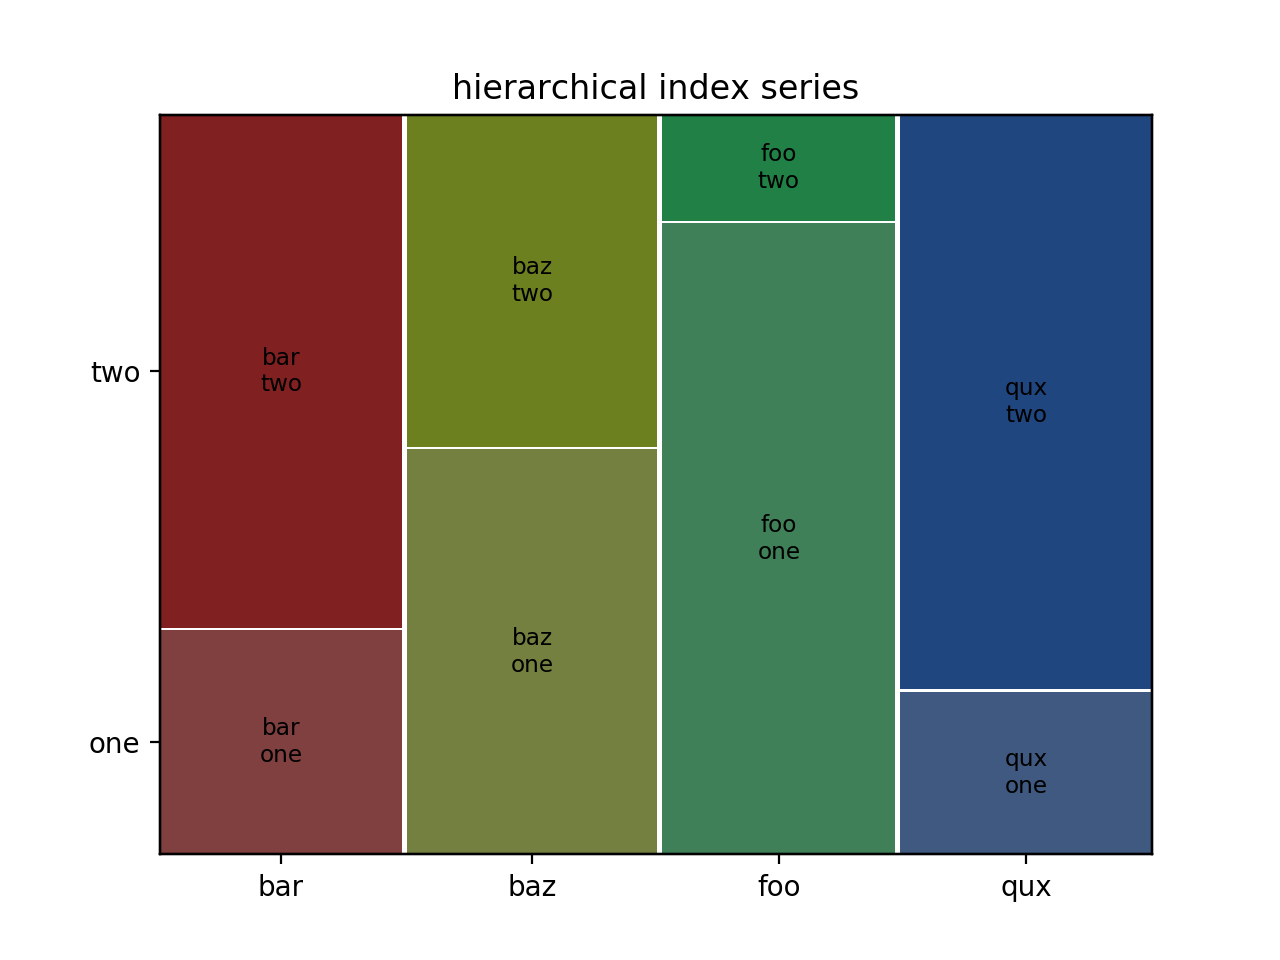 hierarchical index series
foo
two
baz
two
bar
two
qux
two
foo
one
baz
one
bar
one
qux
one
two
one
bar
baz
foo
qux